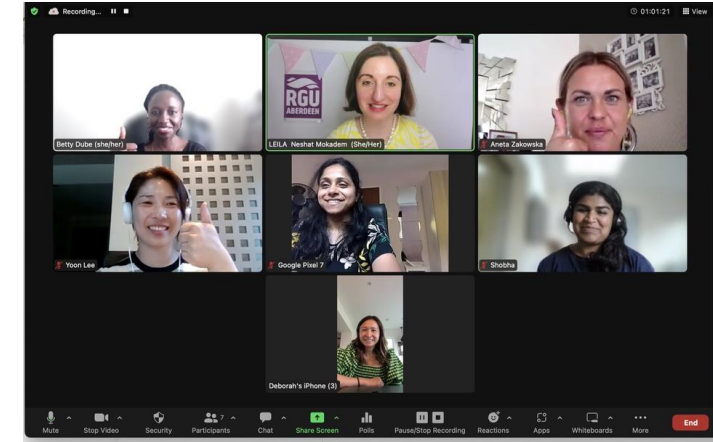 Recording...
01:01:21
View
Betty Dube (she/her)
RGU
ABERDEEN
LEILA Neshat Mokadem (She/Her)
Aneta Zakowska
Yoon Lee
Google Pixel 7
Shobha
Deborah's iPhone (3)
Mute
Stop Video
Security
7
Participants
Chat
Share Screen
Polls
Pause/Stop Recording
Reactions
Apps
Whiteboards
More
End